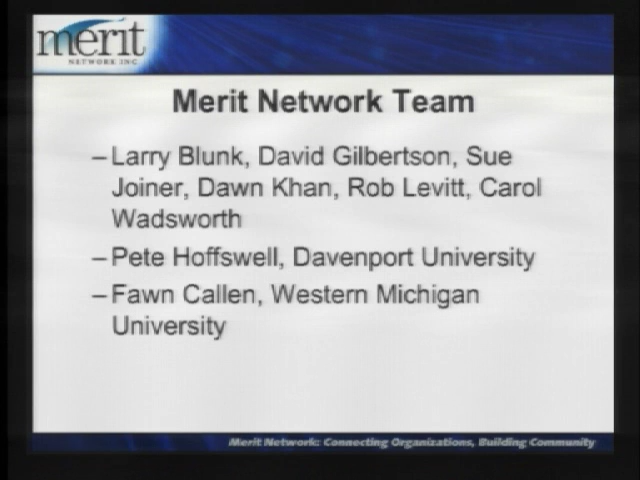 merit
NETWORK INC.
Merit Network Team
– Larry Blunk, David Gilbertson, Sue
Joiner, Dawn Khan, Rob Levitt, Carol
Wadsworth
– Pete Hoffswell, Davenport University
– Fawn Callen, Western Michigan
University
Merit Network: Connecting Organizations, Building Community